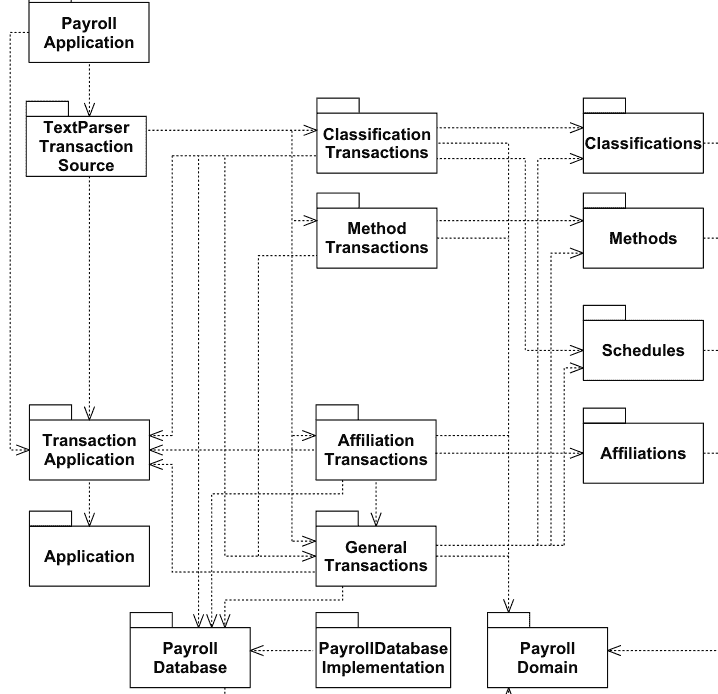 Payroll
Application
TextParser
Transaction
Source
Classification
Transactions
Classifications
Method
Transactions
Methods
Schedules
Transaction
Application
Affiliation
Transactions
Affiliations
Application
General
Transactions
Payroll
Database
PayrollDatabase
Implementation
Payroll
Domain